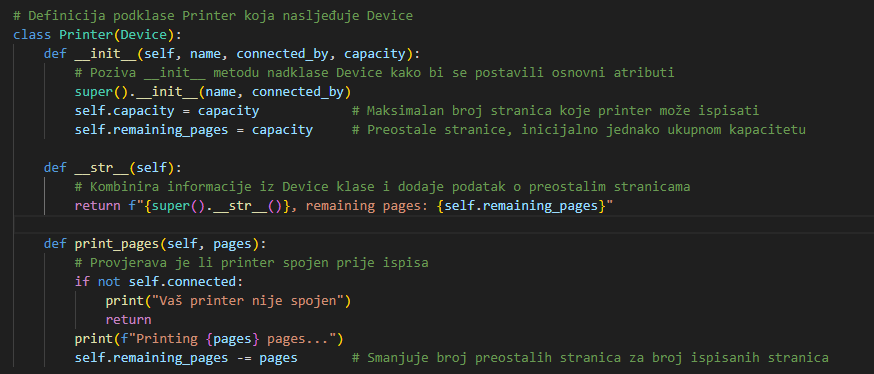 # Definicija podklase Printer koja nasljeđuje Device
class Printer(Device):
    def __init__(self, name, connected_by, capacity):
        # Poziva __init__ metodu nadklase Device kako bi se postavili osnovni atributi
        super().__init__(name, connected_by)
        self.capacity = capacity            # Maksimalan broj stranica koje printer može ispisati
        self.remaining_pages = capacity     # Preostale stranice, inicijalno jednako ukupnom kapacitetu

    def __str__(self):
        # Kombinira informacije iz Device klase i dodaje podatak o preostalim stranicama
        return f"{super().__str__()}, remaining pages: {self.remaining_pages}"

    def print_pages(self, pages):
        # Provjerava je li printer spojen prije ispisa
        if not self.connected:
            print("Vaš printer nije spojen")
            return
        print(f"Printing {pages} pages...")
        self.remaining_pages -= pages       # Smanjuje broj preostalih stranica za broj ispisanih stranica